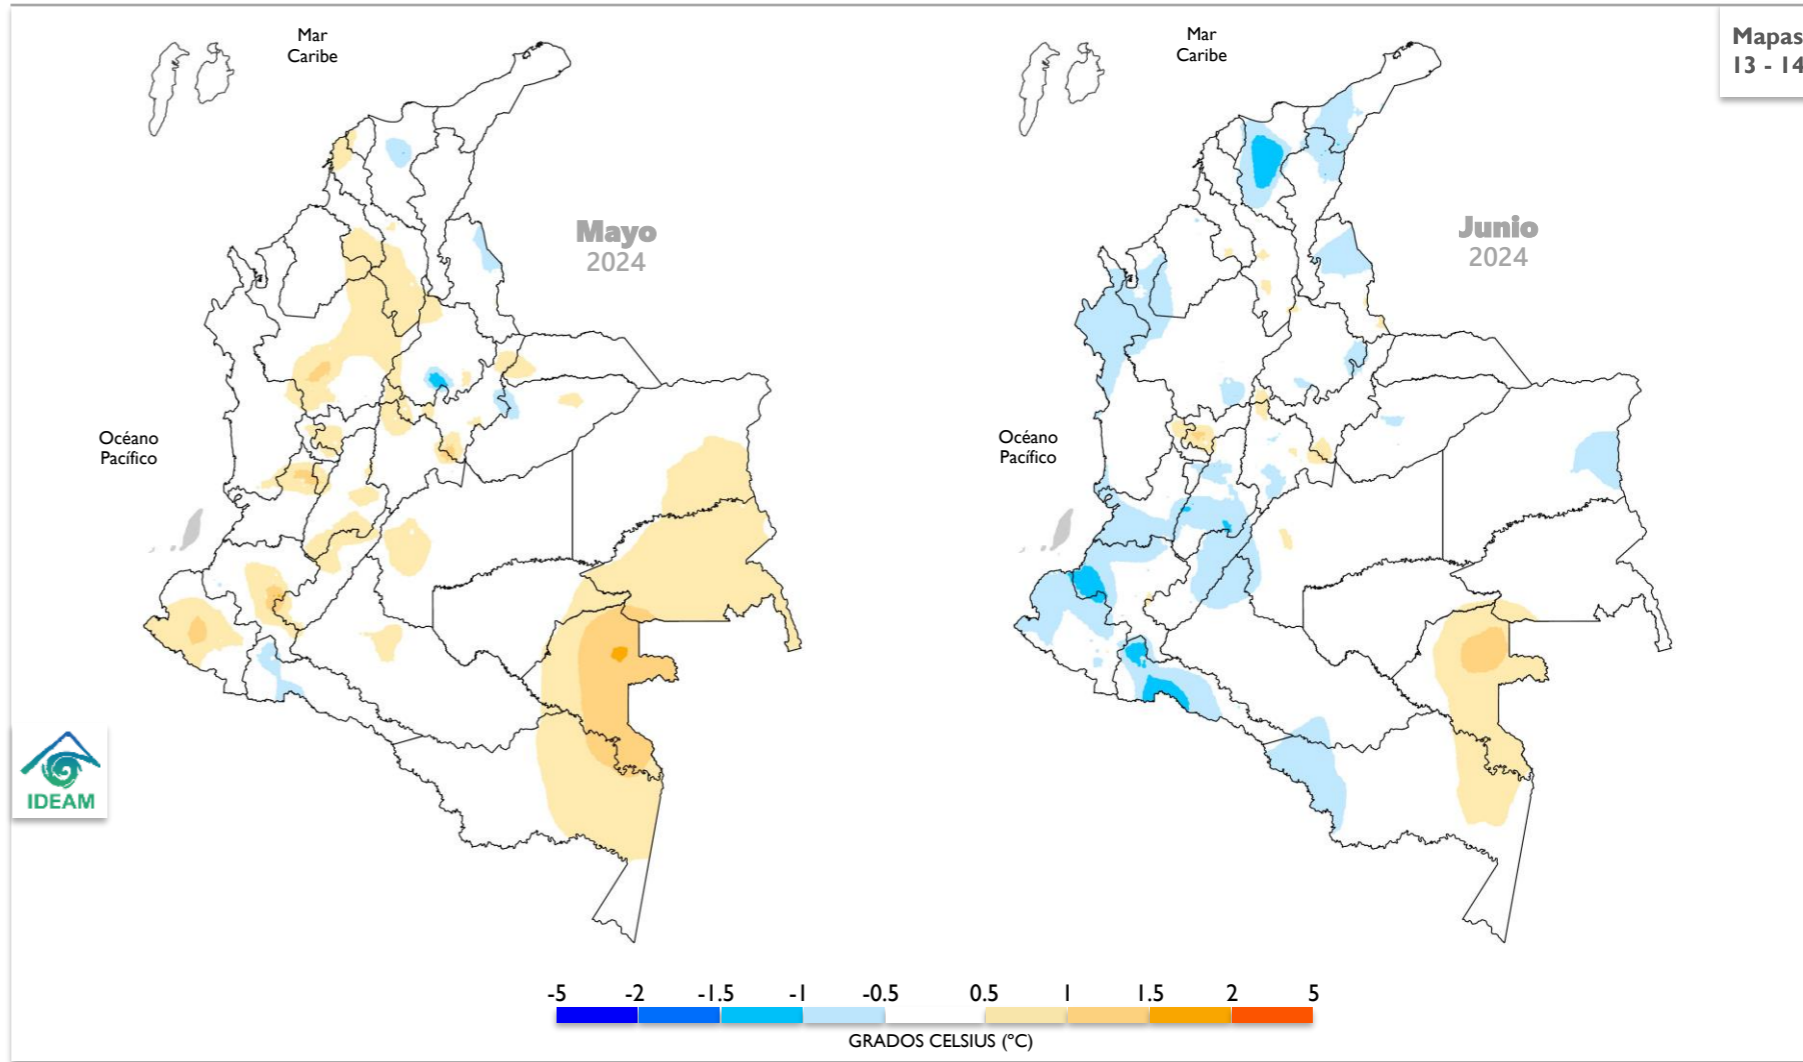 Mar
Caribe
Mar
Caribe
Mapas
13 - 14
Mayo
2024
Junio
2024
Océano
Pacífico
Océano
Pacífico
IDEAM
-5 -2 -1.5 -1 -0.5 0.5 1 1.5 2 5
GRADOS CELSIUS (°C)